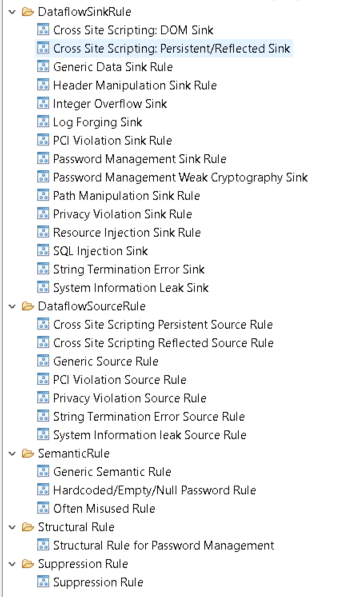 DataflowSinkRule
Cross Site Scripting: DOM Sink
Cross Site Scripting: Persistent/Reflected Sink
Generic Data Sink Rule
Header Manipulation Sink Rule
Integer Overflow Sink
Log Forging Sink
PCI Violation Sink Rule
Password Management Sink Rule
Password Management Weak Cryptography Sink
Path Manipulation Sink Rule
Privacy Violation Sink Rule
Resource Injection Sink Rule
SQL Injection Sink
String Termination Error Sink
System Information Leak Sink
DataflowSourceRule
Cross Site Scripting Persistent Source Rule
Cross Site Scripting Reflected Source Rule
Generic Source Rule
PCI Violation Source Rule
Privacy Violation Source Rule
String Termination Error Source Rule
System Information leak Source Rule
SemanticRule
Generic Semantic Rule
Hardcoded/Empty/Null Password Rule
Often Misused Rule
Structural Rule
Structural Rule for Password Management
Suppression Rule
Suppression Rule